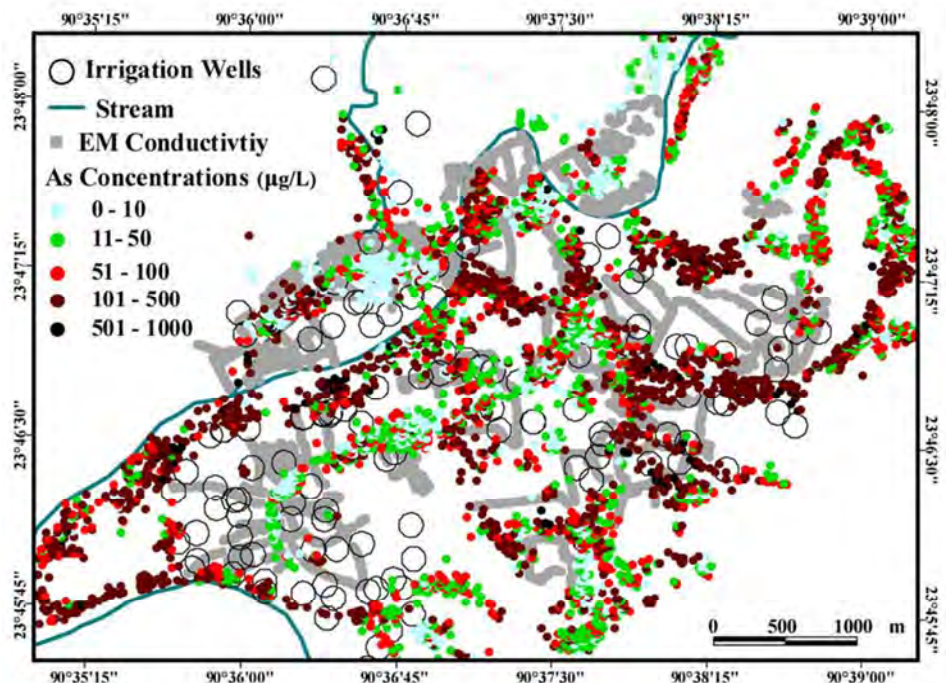 90°35'15" 90°36'00" 90°36'45" 90°37'30" 90°38'15" 90°39'00"
23°48'00"
23°47'15"
23°46'30"
23°45'45"
Irrigation Wells
Stream
EM Conductivtiy
As Concentrations (µg/L)
0 - 10
11- 50
51 - 100
101 - 500
501 - 1000
23°48'00"
23°47'15"
23°46'30"
23°45'45"
0 500 1000 m
90°35'15" 90°36'00" 90°36'45" 90°37'30" 90°38'15" 90°39'00"